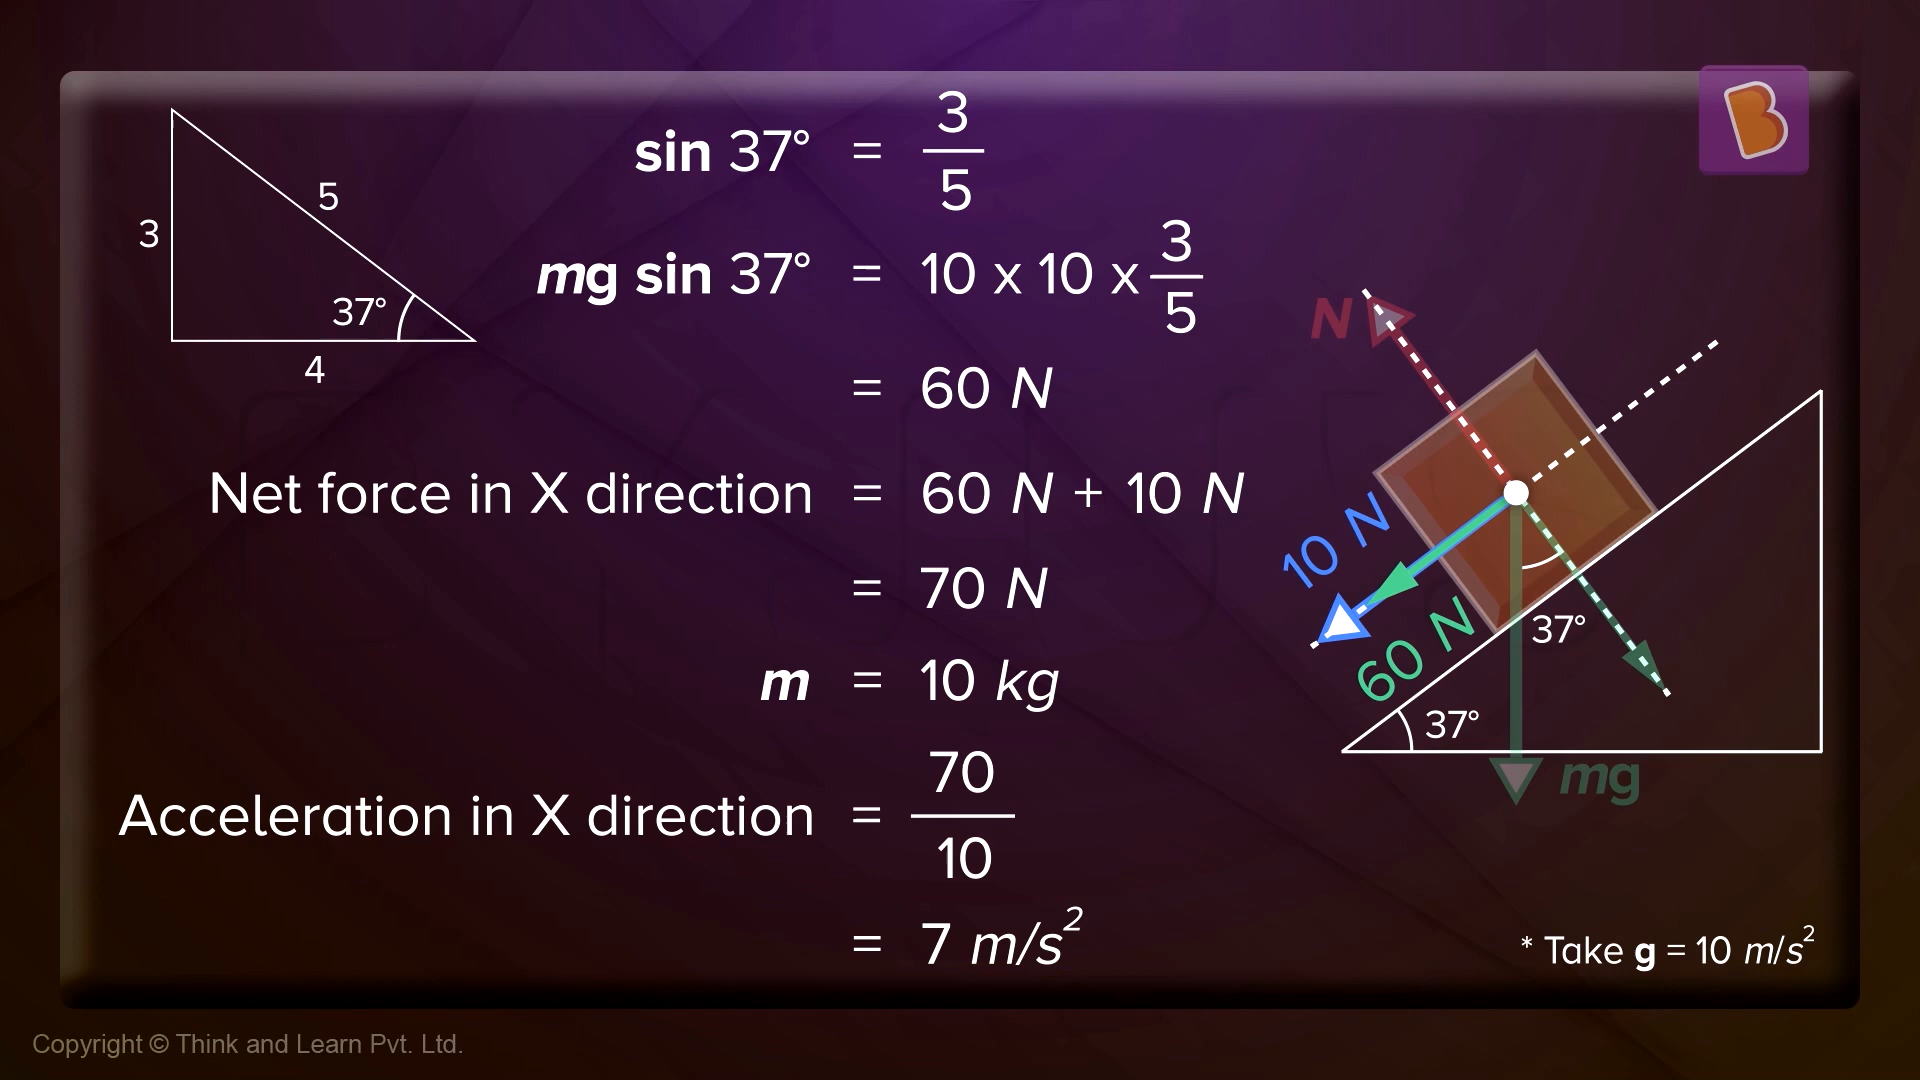 sin 37° = 3/5
mg sin 37° = 10 x 10 x 3/5
= 60 N
Net force in X direction = 60 N + 10 N
= 70 N
m = 10 kg
Acceleration in X direction = 70/10
= 7 m/s²
3
5
37°
4
B
N
10 N
60 N
37°
37°
mg
* Take g = 10 m/s²
Copyright © Think and Learn Pvt. Ltd.